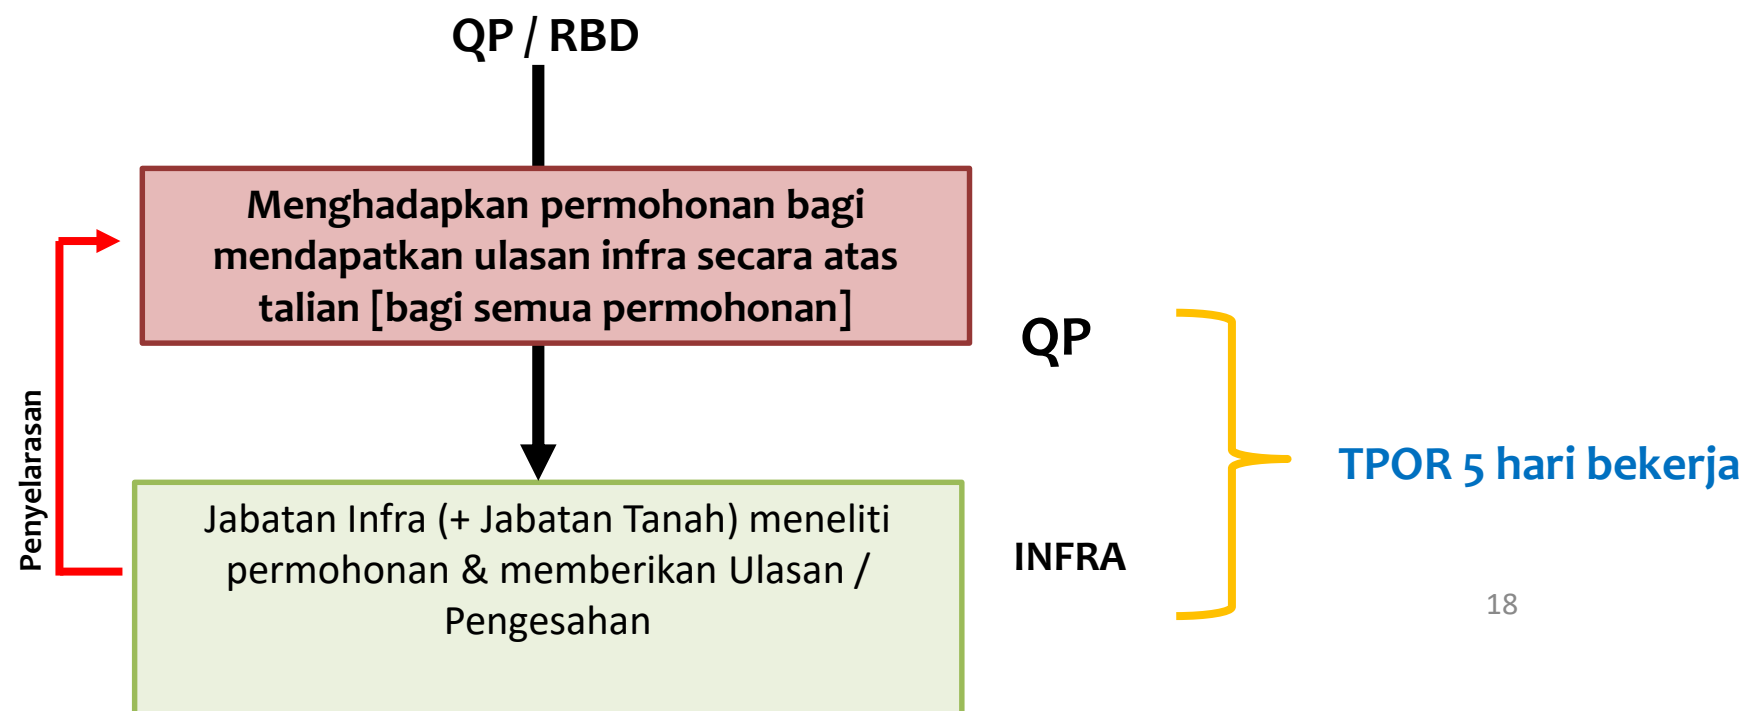 QP / RBD
Menghadapkan permohonan bagi
mendapatkan ulasan infra secara atas
talian [bagi semua permohonan]
QP
Penyelarasan
TPOR 5 hari bekerja
Jabatan Infra (+ Jabatan Tanah) meneliti
permohonan & memberikan Ulasan /
Pengesahan
INFRA
18